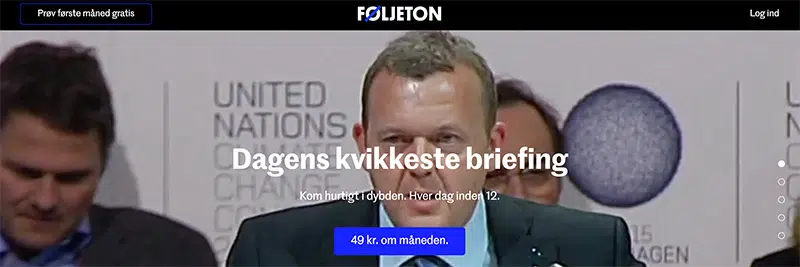 Prøv første måned gratis
FØLJETON
Log ind
UNITED
NATIONS
CLIMATE
CHANGE
Dagens kvikkeste briefing
Kom hurtigt i dybden. Hver dag inden 12.
15
49 kr. om måneden.